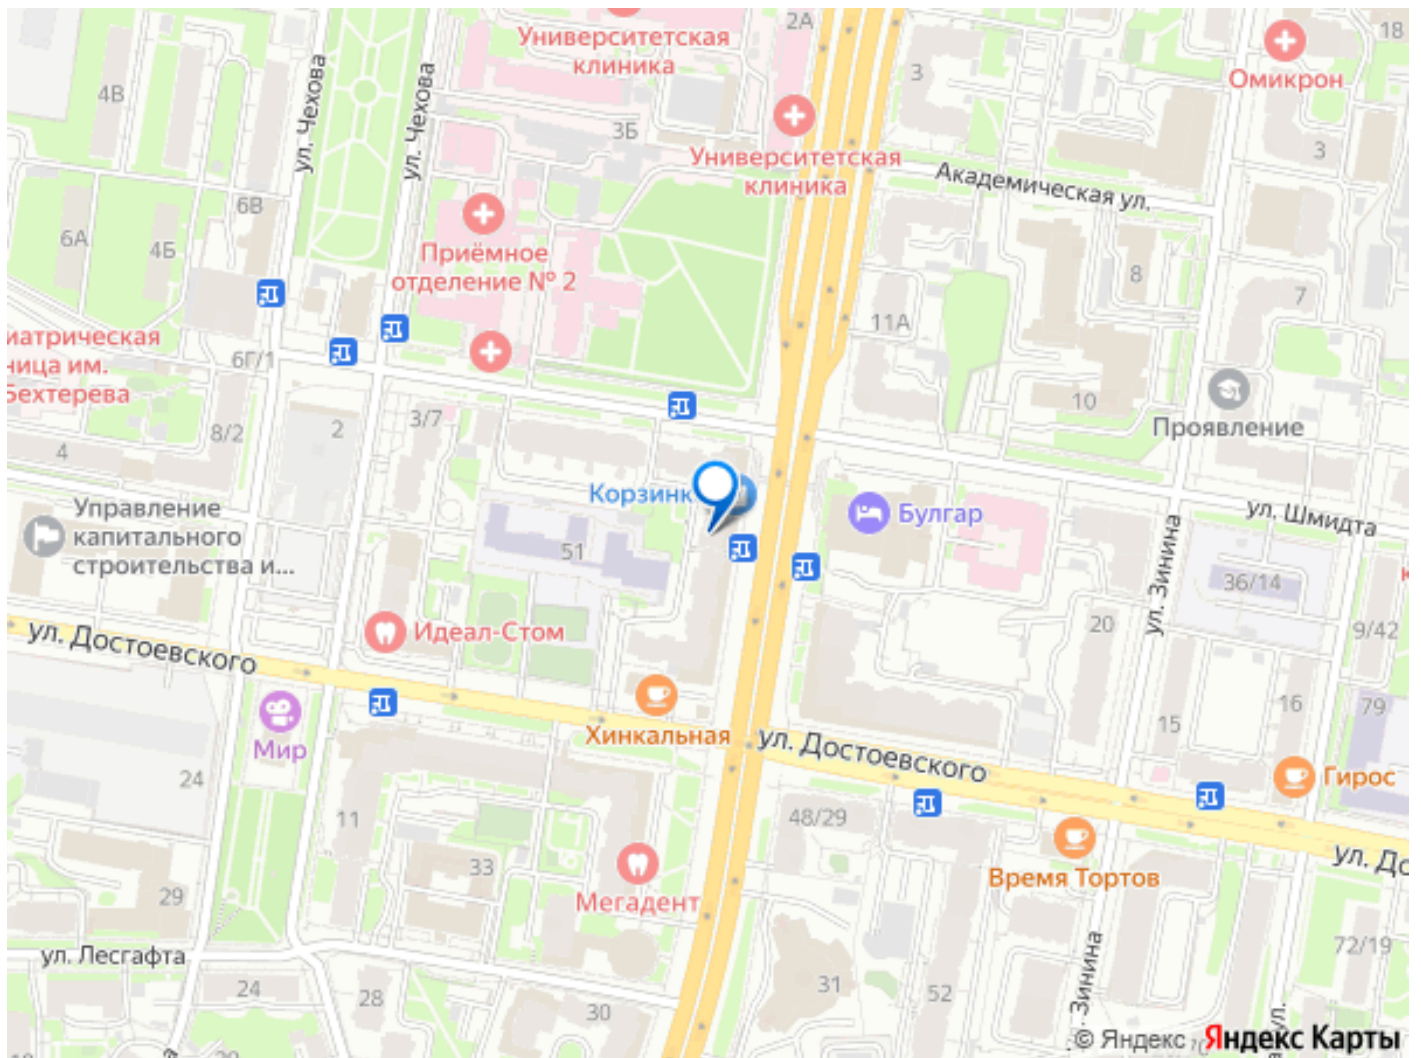 2А
18
Университетская
клиника
3
Омикрон
4В
ул. Чехова
ул. Чехова
3Б
Университетская
клиника
3
Академическая ул.
6В
6А
4Б
Приёмное
отделение № 2
8
7
11А
иатрическая
ница им.
Бехтерева
6Г/1
10
Проявление
3/7
2
8/2
4
Корзинк
Булгар
ул. Шмидта
Управление
капитального
строительства и...
51
ул. Зинина
36/14
ул. Достоевского
Идеал-Стом
20
9/42
16
79
15
Хинкальная
Мир
ул. Достоевского
24
Гирос
11
48/29
33
ул. До
Время Тортов
29
Мегадент
ул. Лесгафта
72/19
Зинина
24
28
31
52
30
ул.
© Яндекс Яндекс Карты